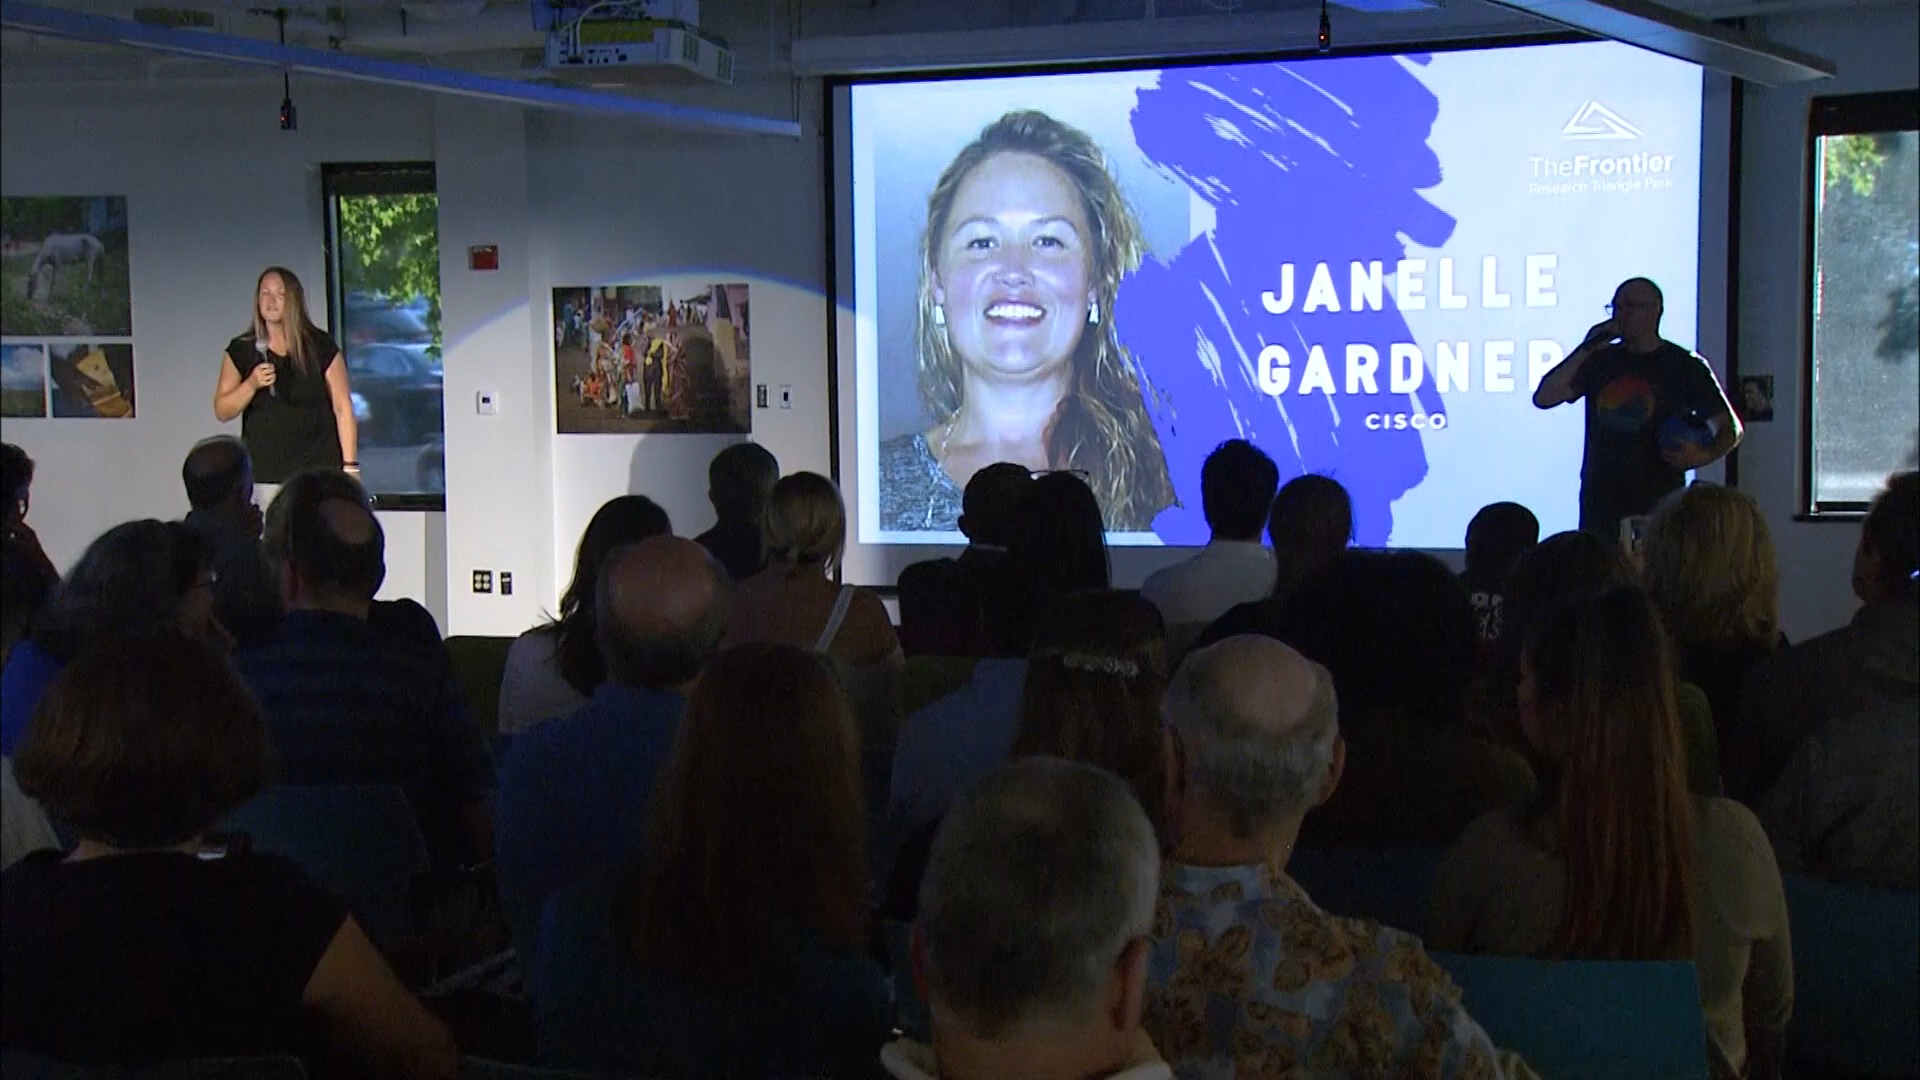 TheFrontier
Research Triangle Park
JANELLE
GARDNER
CISCO